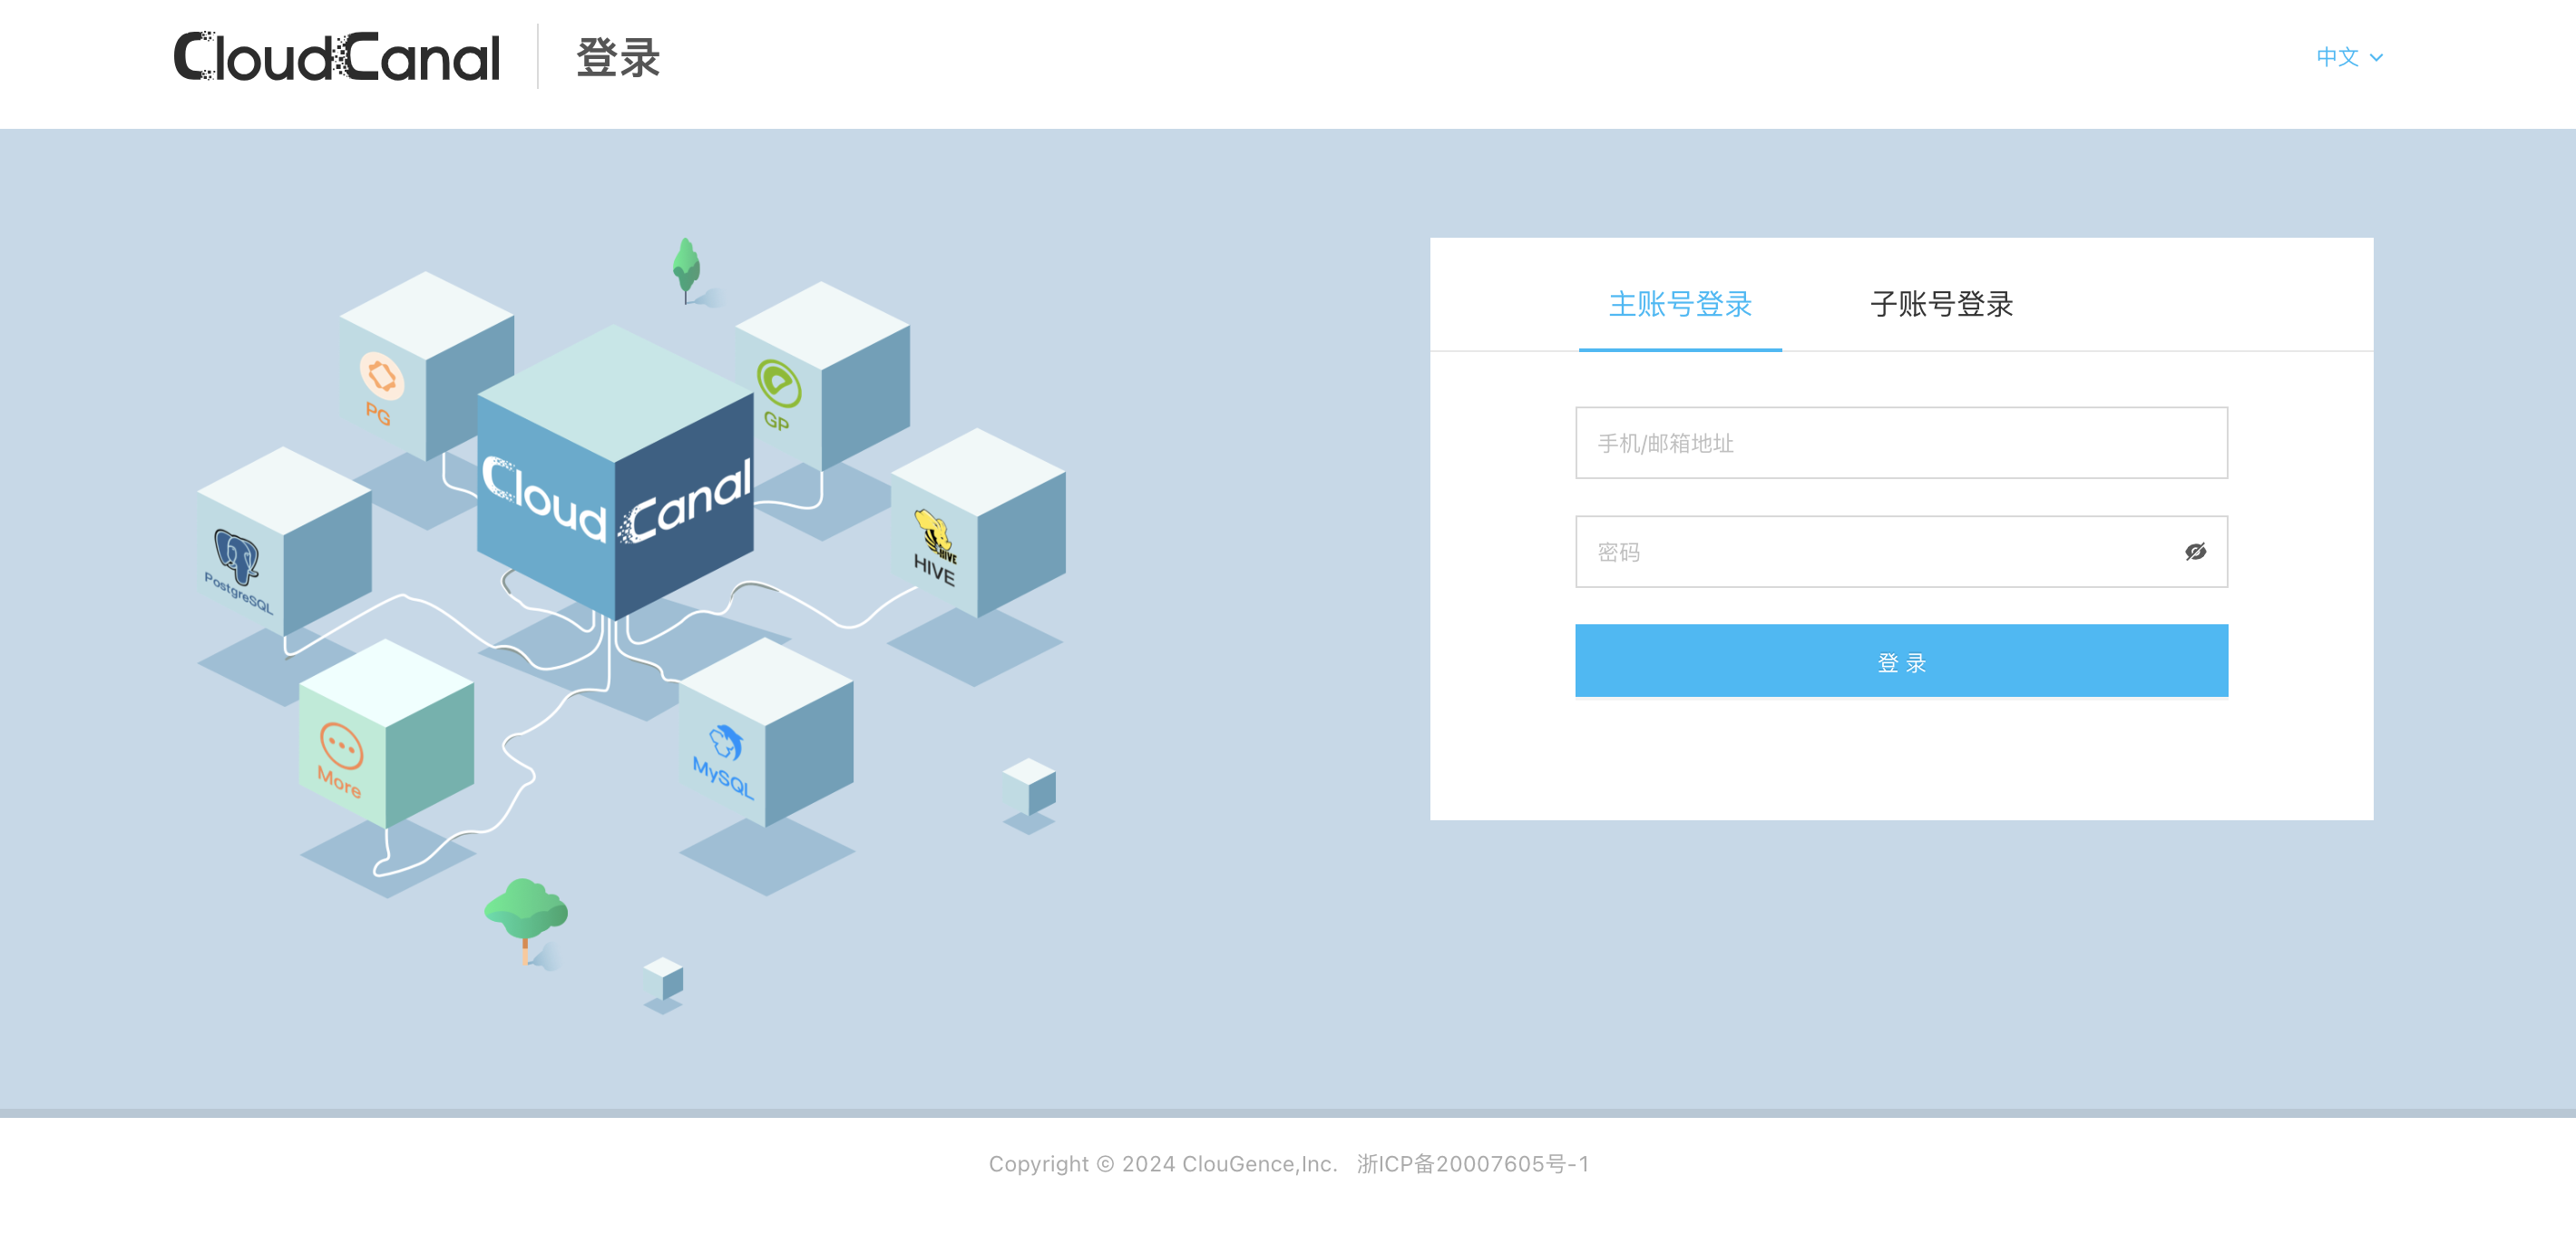 CloudCanal 登录
中文
PG
GP
Cloud Canal
PostgreSQL
HIVE
HIVE
More
MySQL
主账号登录 子账号登录
手机/邮箱地址
密码
登 录
Copyright © 2024 ClouGence,Inc. 浙ICP备20007605号-1